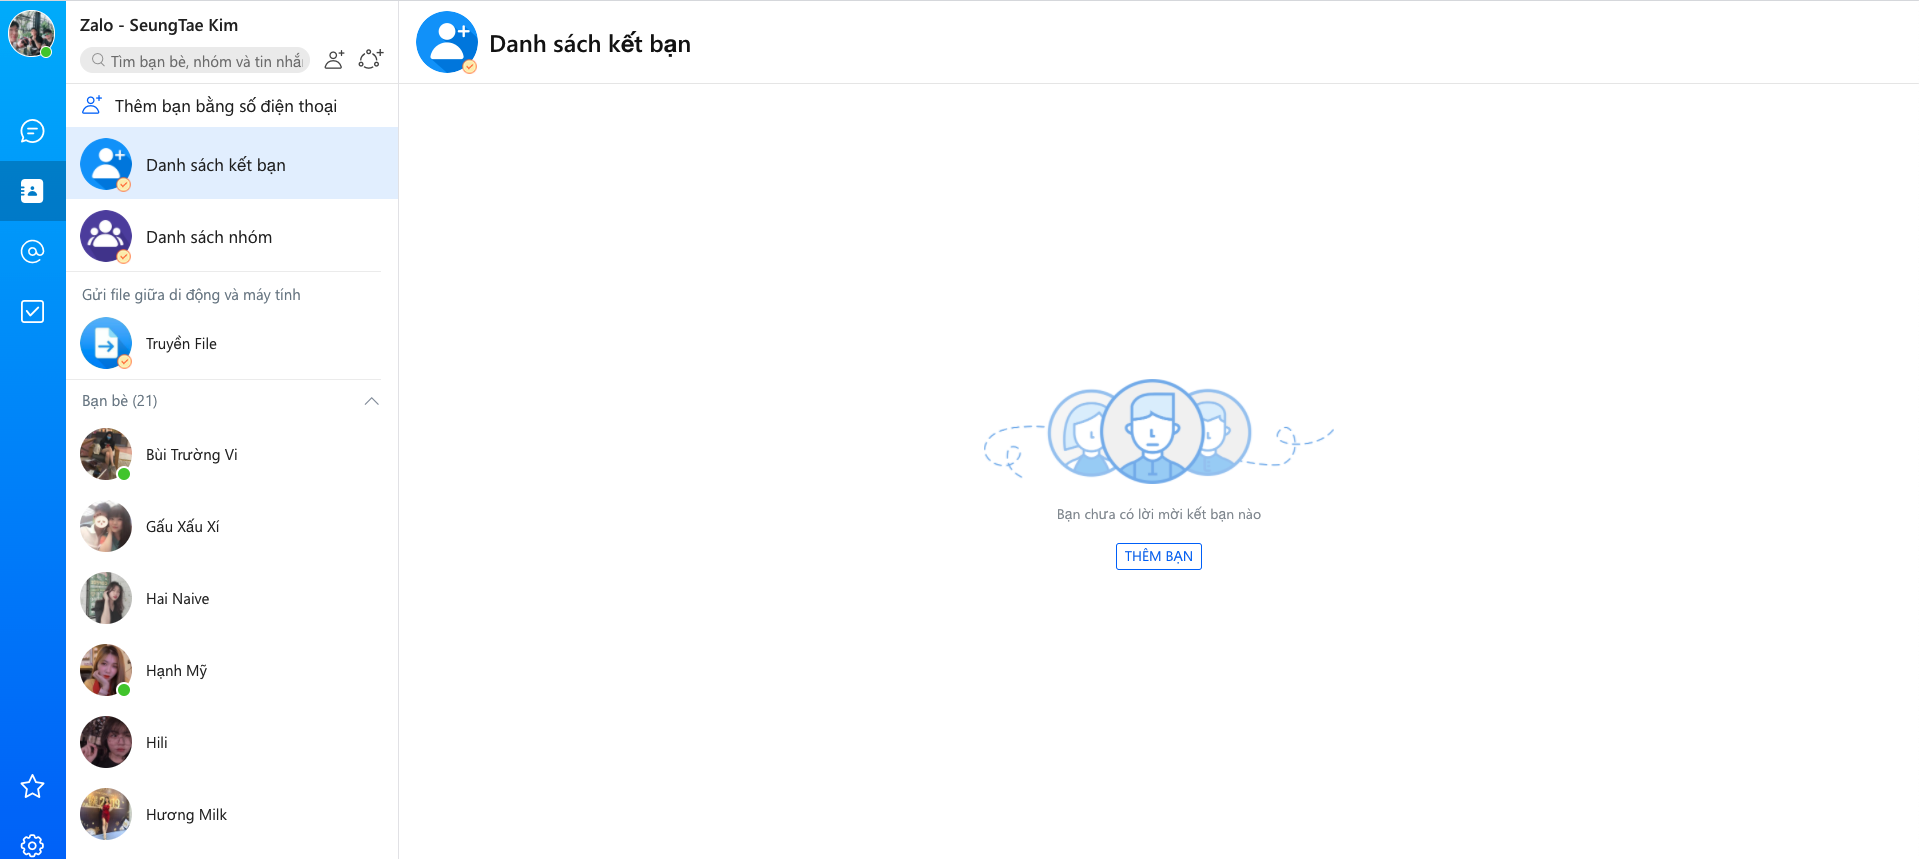 Zalo - SeungTae Kim
Tìm bạn bè, nhóm và tin nhắ
Thêm bạn bằng số điện thoại
Danh sách kết bạn
Danh sách nhóm
Gửi file giữa di động và máy tính
Truyền File
Bạn bè (21)
Bùi Trường Vi
Gấu Xấu Xí
Hai Naive
Hạnh Mỹ
Hili
Hương Milk
Danh sách kết bạn
Bạn chưa có lời mời kết bạn nào
THÊM BẠN